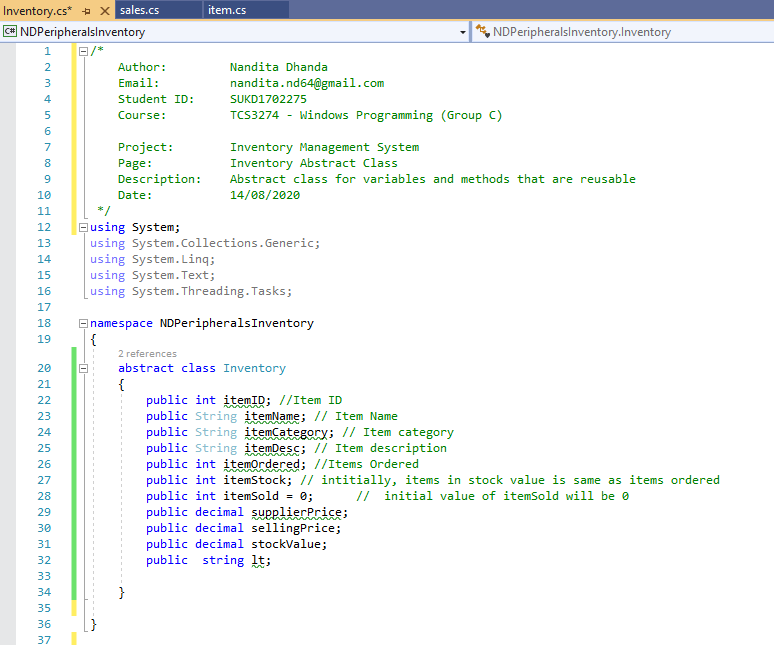 Inventory.cs* sales.cs item.cs
C# NDPeripheralsInventory NDPeripheralsInventory.Inventory
1 /*
2 Author: Nandita Dhanda
3 Email: nandita.nd64@gmail.com
4 Student ID: SUKD1702275
5 Course: TCS3274 - Windows Programming (Group C)
6
7 Project: Inventory Management System
8 Page: Inventory Abstract Class
9 Description: Abstract class for variables and methods that are reusable
10 Date: 14/08/2020
11 */
12 using System;
13 using System.Collections.Generic;
14 using System.Linq;
15 using System.Text;
16 using System.Threading.Tasks;
17
18 namespace NDPeripheralsInventory
19 {
2 references
20 abstract class Inventory
21 {
22 public int itemID; //Item ID
23 public String itemName; // Item Name
24 public String itemCategory; // Item category
25 public String itemDesc; // Item description
26 public int itemOrdered; //Items Ordered
27 public int itemStock; // intitially, items in stock value is same as items ordered
28 public int itemSold = 0; // initial value of itemSold will be 0
29 public decimal supplierPrice;
30 public decimal sellingPrice;
31 public decimal stockValue;
32 public string lt;
33
34 }
35
36 }
37